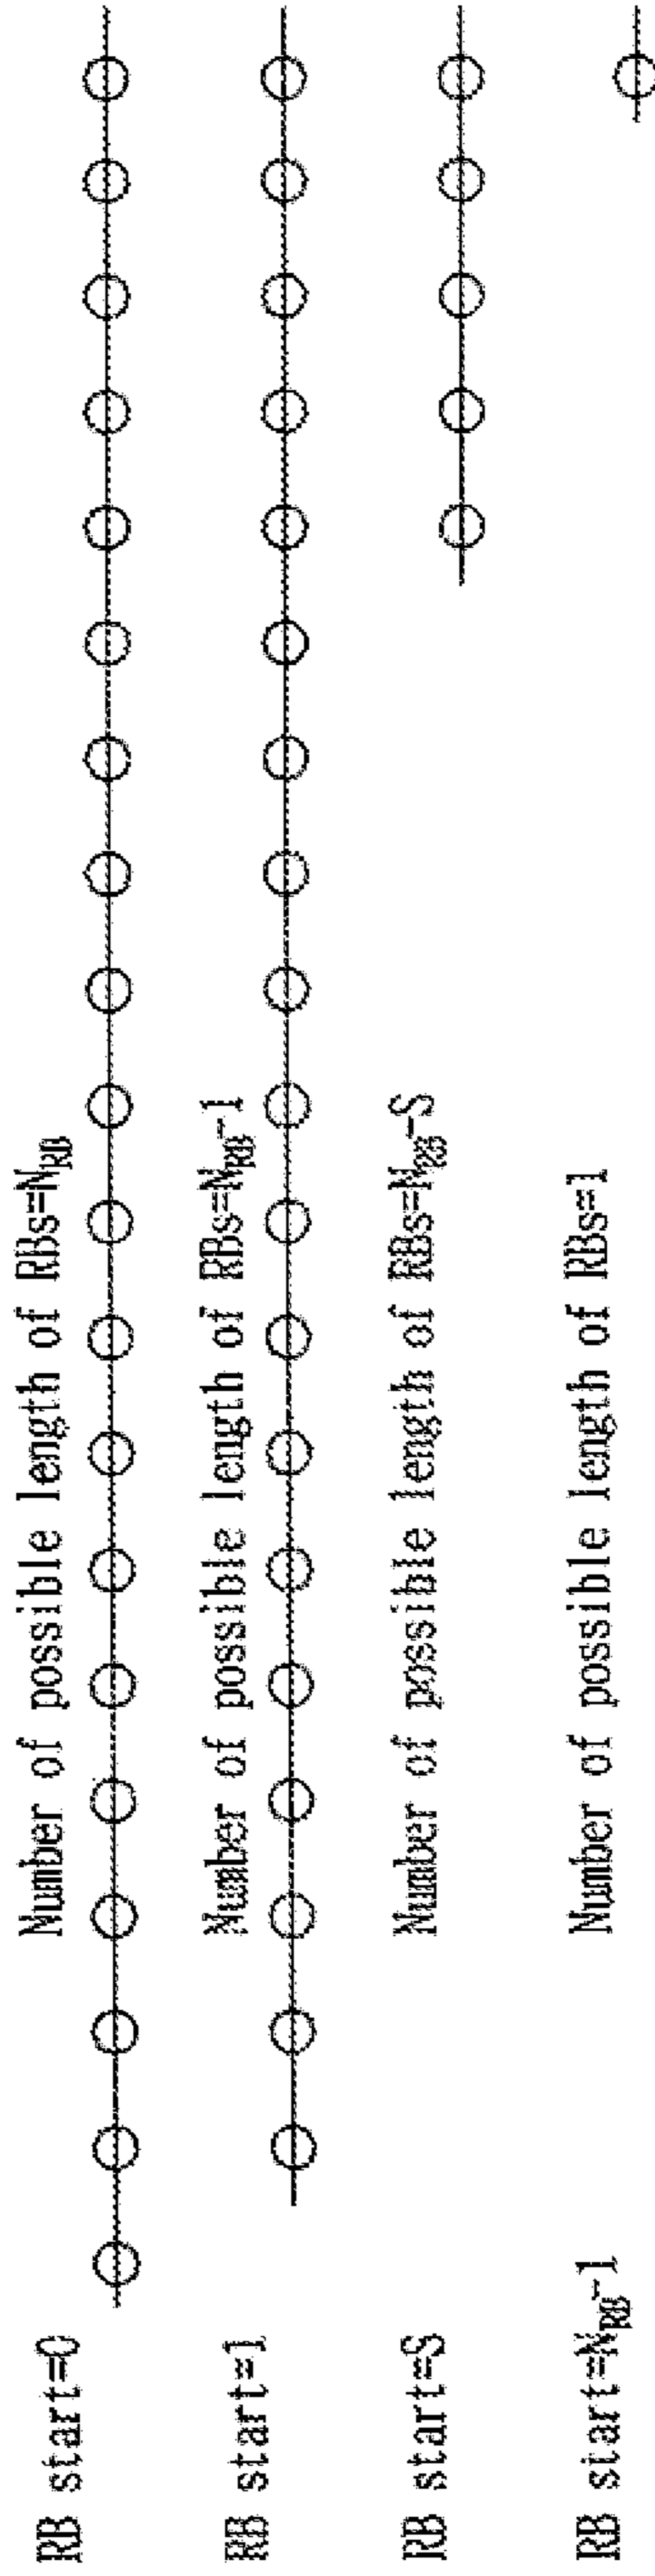 RB start=0
Number of possible length of RBs=N_RB
RB start=1
Number of possible length of RBs=N_RB-1
RB start=S
Number of possible length of RBs=N_RB-S
RB start=N_RB-1
Number of possible length of RBs=1